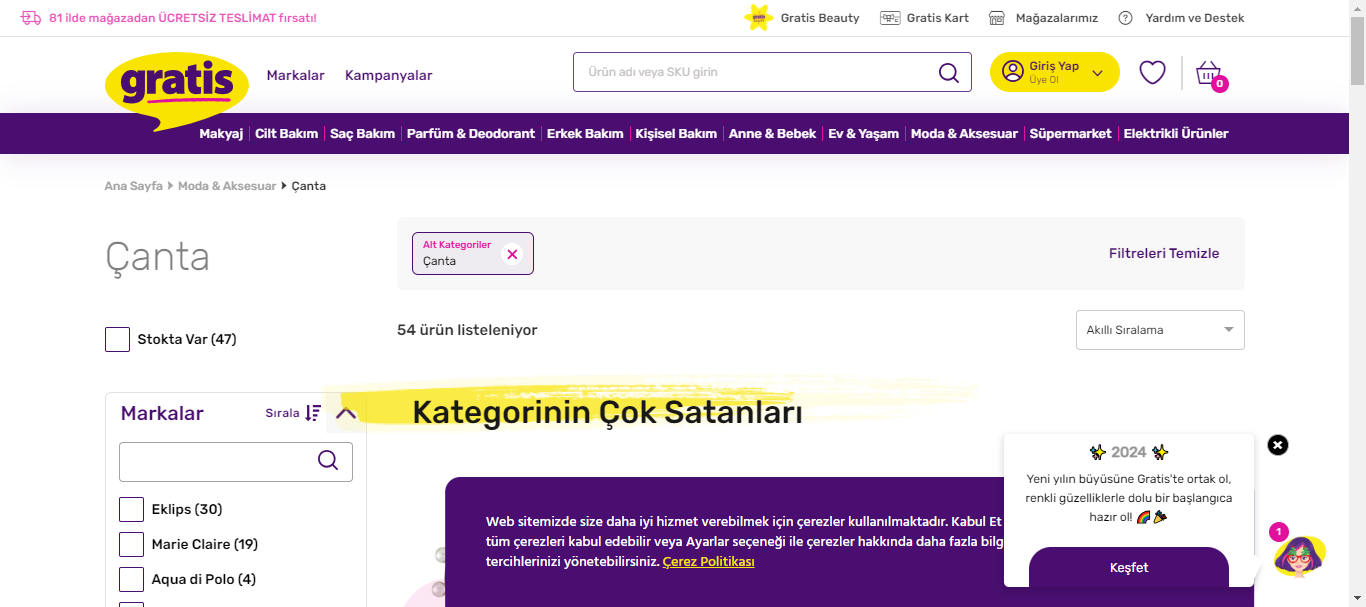 81 ilde mağazadan ÜCRETSİZ TESLİMAT fırsatı!
Gratis Beauty
Gratis Kart
Mağazalarımız
Yardım ve Destek
gratis
Markalar
Kampanyalar
Ürün adı veya SKU girin
Giriş Yap
Üye Ol
0
Makyaj
Cilt Bakım
Saç Bakım
Parfüm & Deodorant
Erkek Bakım
Kişisel Bakım
Anne & Bebek
Ev & Yaşam
Moda & Aksesuar
Süpermarket
Elektrikli Ürünler
Ana Sayfa
Moda & Aksesuar
Çanta
Çanta
Alt Kategoriler
Çanta
Filtreleri Temizle
Stokta Var (47)
54 ürün listeleniyor
Akıllı Sıralama
Markalar
Sırala
Kategorinin Çok Satanları
Eklips (30)
Marie Claire (19)
Aqua di Polo (4)
Web sitemizde size daha iyi hizmet verebilmek için çerezler kullanılmaktadır. Kabul Et
tüm çerezleri kabul edebilir veya Ayarlar seçeneği ile çerezler hakkında daha fazla bilg
tercihlerinizi yönetebilirsiniz. Çerez Politikası
✨ 2024 ✨
Yeni yılın büyüsüne Gratis'te ortak ol,
renkli güzelliklerle dolu bir başlangıca
hazır ol! 🌈 🎉
Keşfet
1